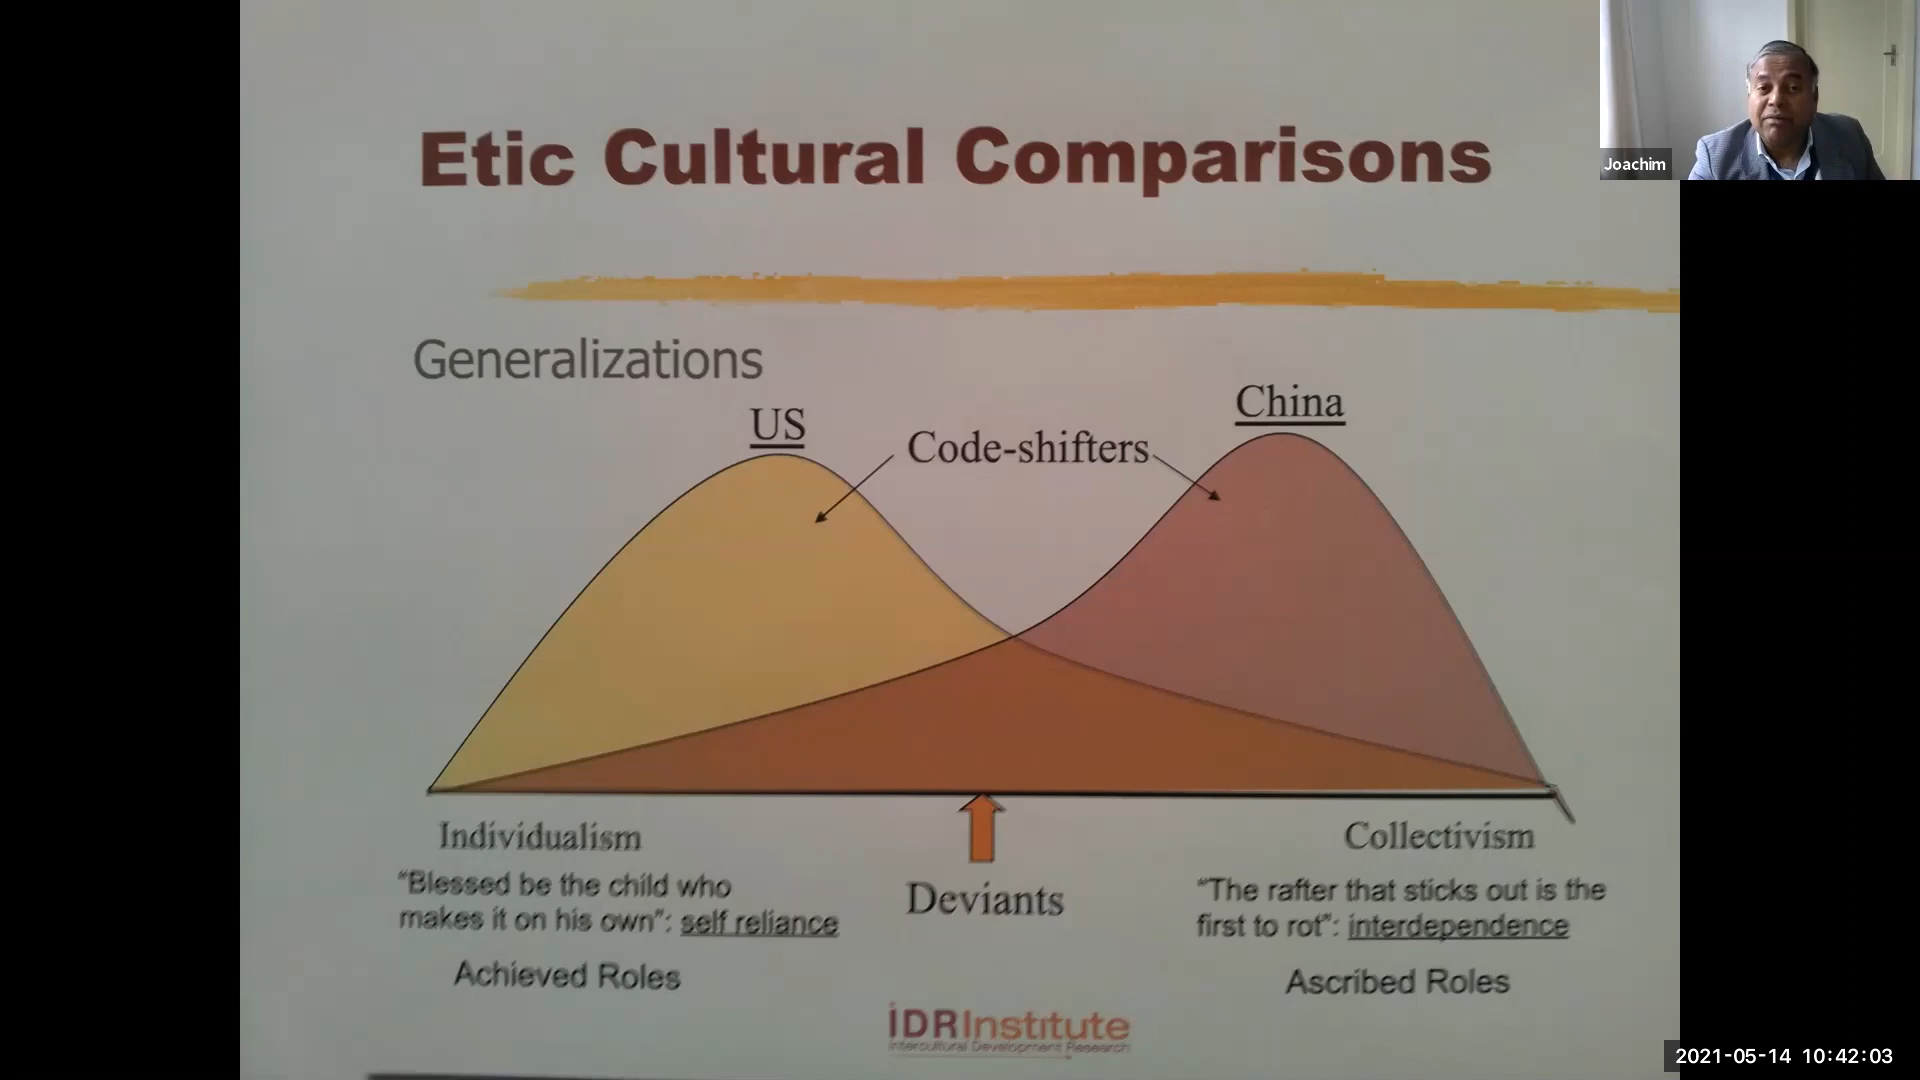 Etic Cultural Comparisons
Joachim
Generalizations
US
Code-shifters
China
Individualism
Collectivism
"Blessed be the child who
makes it on his own": self reliance
Achieved Roles
Deviants
"The rafter that sticks out is the
first to rot": interdependence
Ascribed Roles
iDRInstitute
Intercultural Development Research
2021-05-14 10:42:03